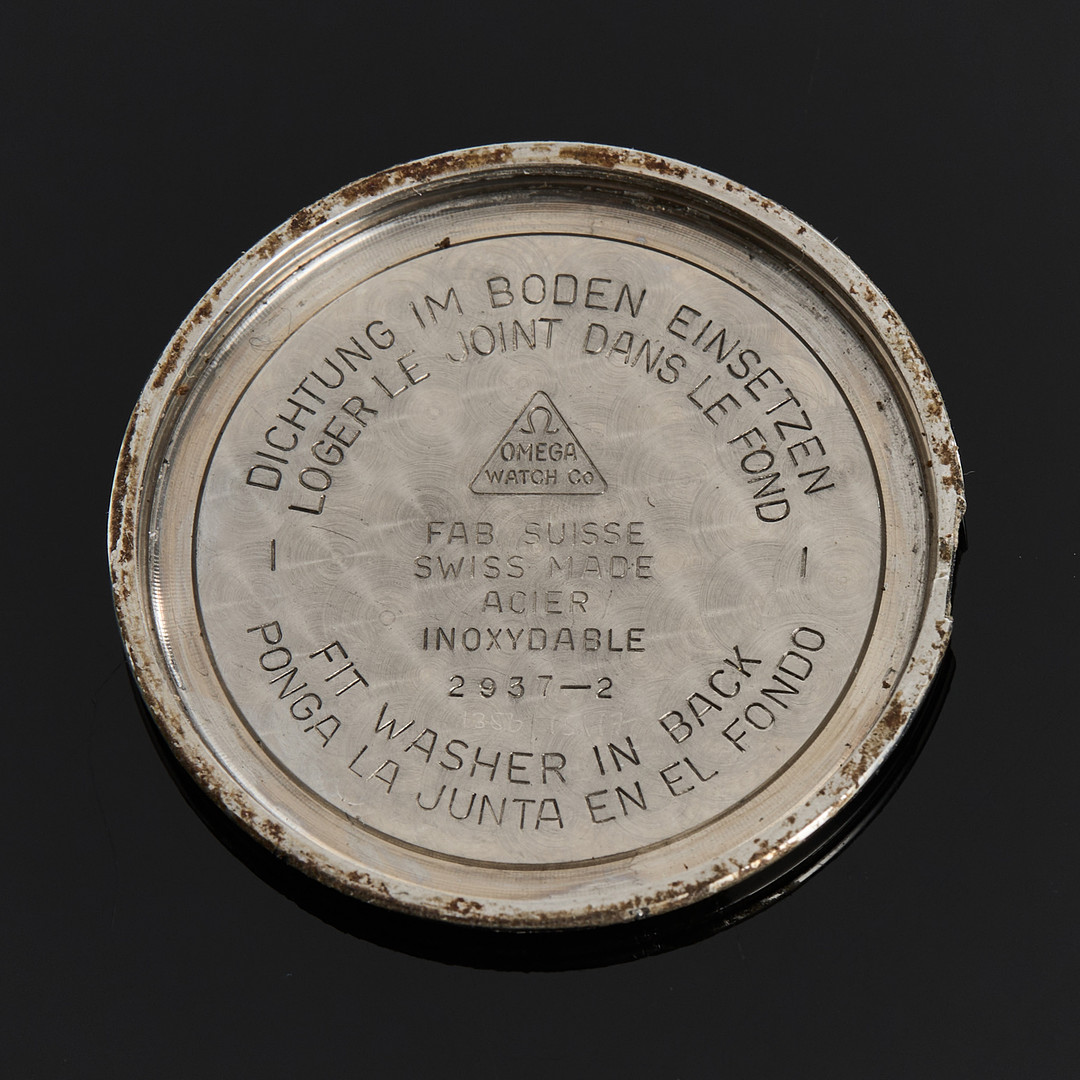 DICHTUNG IM BODEN EINSETZEN
LOGER LE JOINT DANS LE FOND
Ω
OMEGA
WATCH CO
FAB SUISSE
SWISS MADE
ACIER
INOXYDABLE
2937-2
FIT WASHER IN BACK
PONGA LA JUNTA EN EL FONDO